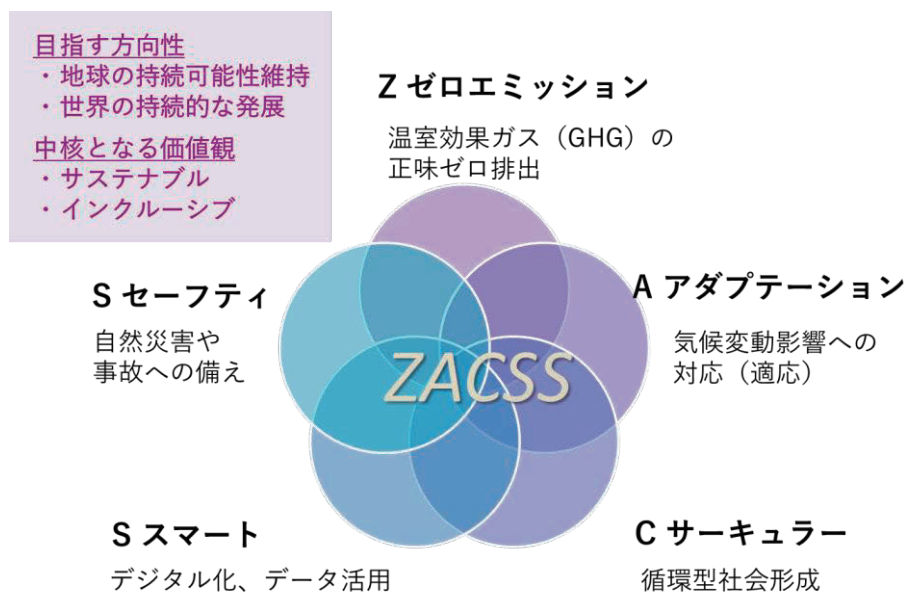 目指す方向性
・地球の持続可能性維持
・世界の持続的な発展
中核となる価値観
・サステナブル
・インクルーシブ
Z ゼロエミッション
温室効果ガス（GHG）の
正味ゼロ排出
S セーフティ
自然災害や
事故への備え
A アダプテーション
気候変動影響への
対応（適応）
ZACSS
S スマート
デジタル化、データ活用
C サーキュラー
循環型社会形成